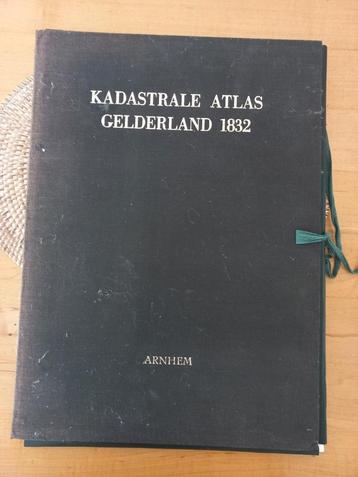 KADASTRALE ATLAS
GELDERLAND 1832
ARNHEM